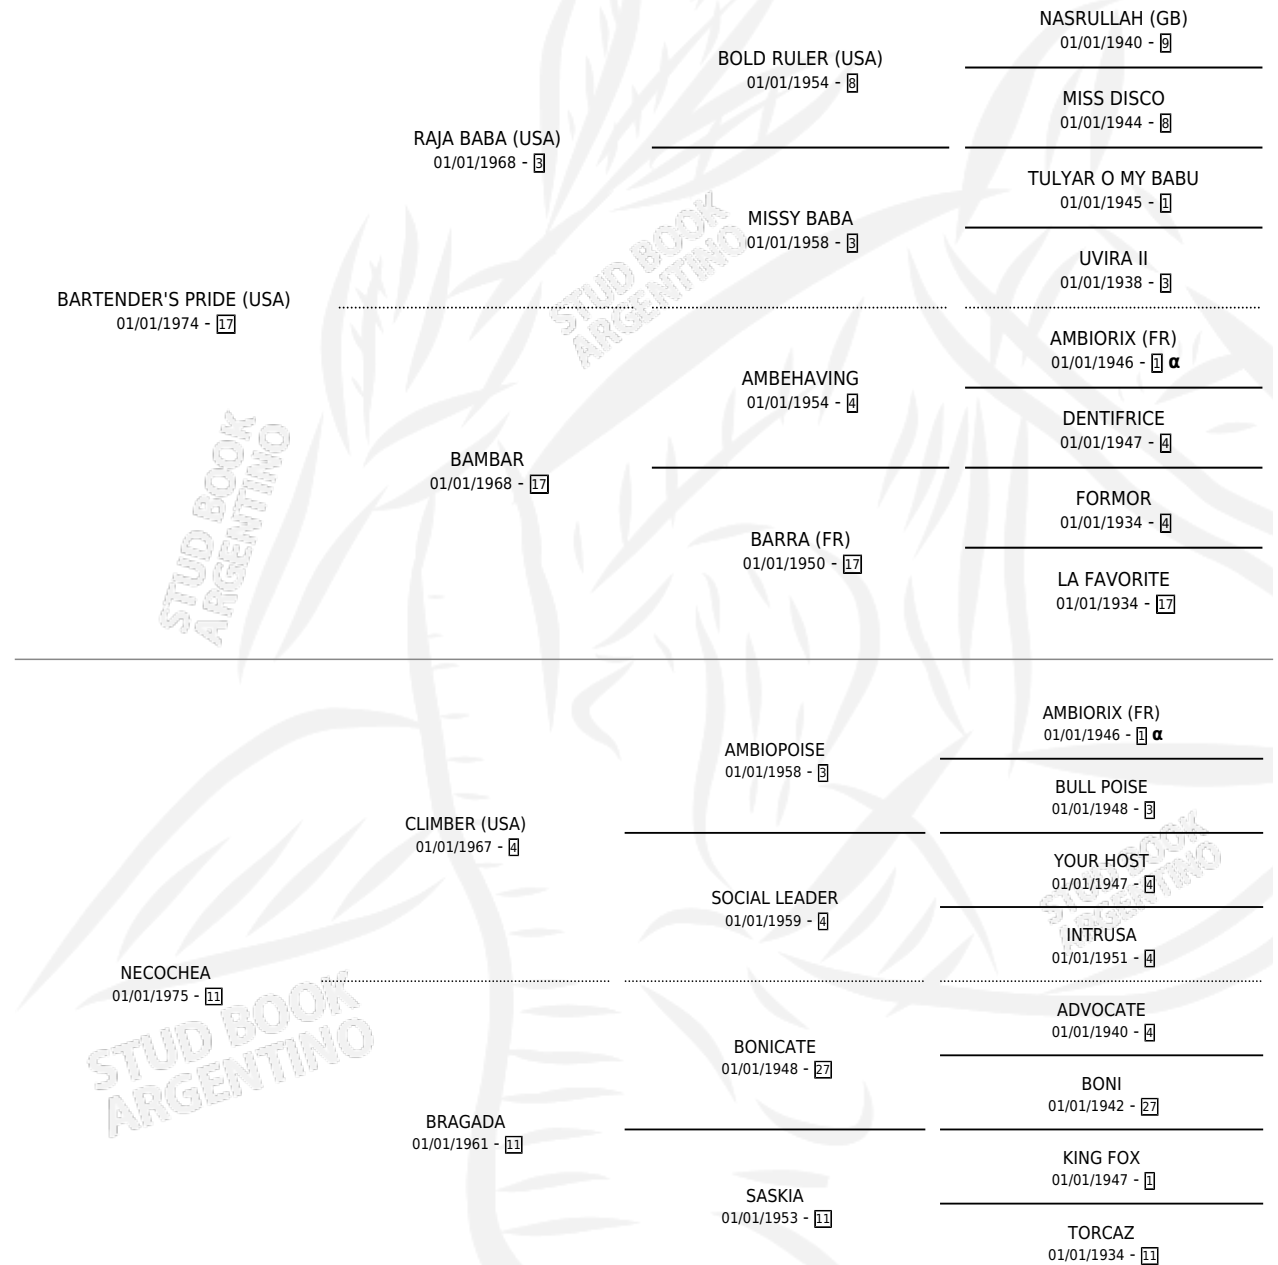 NASRULLAH (GB)
01/01/1940 - 9
BOLD RULER (USA)
01/01/1954 - 8
MISS DISCO
01/01/1944 - 8
RAJA BABA (USA)
01/01/1968 - 3
TULYAR O MY BABU
01/01/1945 - 1
MISSY BABA
01/01/1958 - 3
UVIRA II
01/01/1938 - 3
STUD BOOK
ARGENTINO
BARTENDER'S PRIDE (USA)
01/01/1974 - 17
AMBIORIX (FR)
01/01/1946 - 1 α
AMBEHAVING
01/01/1954 - 4
DENTIFRICE
01/01/1947 - 4
BAMBAR
01/01/1968 - 17
FORMOR
01/01/1934 - 4
BARRA (FR)
01/01/1950 - 17
LA FAVORITE
01/01/1934 - 17
STUD BOOK
ARGENTINO
AMBIORIX (FR)
01/01/1946 - 1 α
AMBIOPOISE
01/01/1958 - 3
BULL POISE
01/01/1948 - 3
CLIMBER (USA)
01/01/1967 - 4
YOUR HOST
01/01/1947 - 4
SOCIAL LEADER
01/01/1959 - 4
INTRUSA
01/01/1951 - 4
STUD BOOK
ARGENTINO
NECOCHEA
01/01/1975 - 11
ADVOCATE
01/01/1940 - 4
BONICATE
01/01/1948 - 27
BONI
01/01/1942 - 27
STUD BOOK
ARGENTINO
BRAGADA
01/01/1961 - 11
KING FOX
01/01/1947 - 1
SASKIA
01/01/1953 - 11
TORCAZ
01/01/1934 - 11